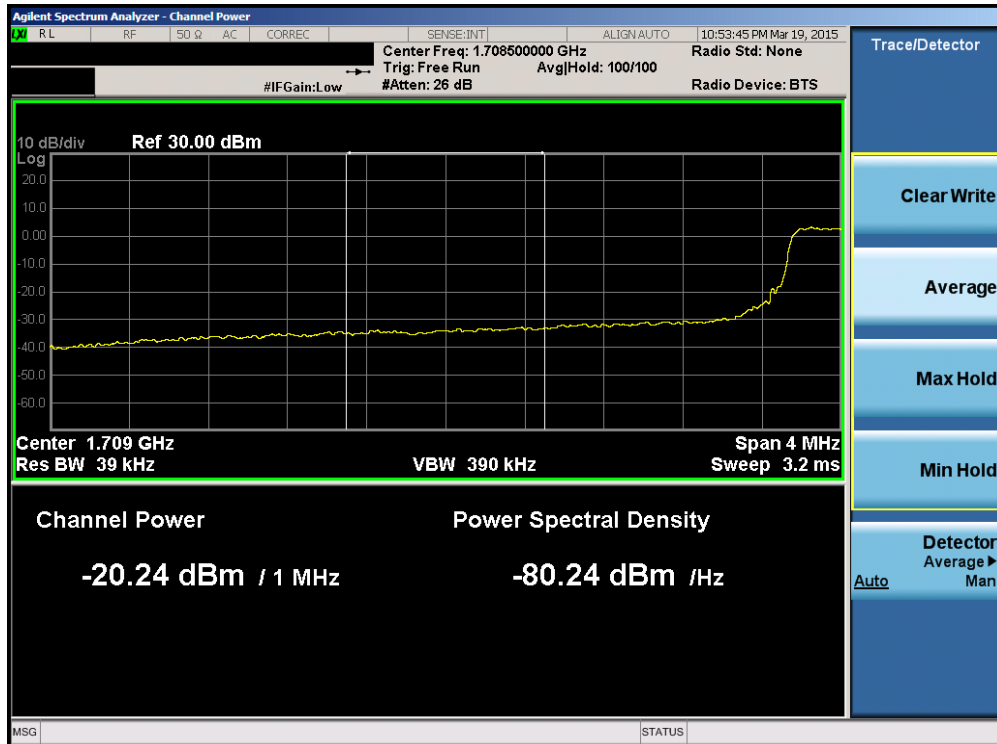 Agilent Spectrum Analyzer - Channel Power
LXI RL RF 50 Ω AC CORREC SENSE:INT ALIGN AUTO 10:53:45 PM Mar 19, 2015
Center Freq: 1.708500000 GHz Radio Std: None
Trig: Free Run Avg|Hold: 100/100
#IFGain:Low #Atten: 26 dB Radio Device: BTS
10 dB/div Ref 30.00 dBm
Log
20.0
10.0
0.00
-10.0
-20.0
-30.0
-40.0
-50.0
-60.0
Center 1.709 GHz Span 4 MHz
Res BW 39 kHz VBW 390 kHz Sweep 3.2 ms
Channel Power Power Spectral Density
-20.24 dBm / 1 MHz -80.24 dBm /Hz
Trace/Detector
Clear Write
Average
Max Hold
Min Hold
Detector
Average▶
Auto Man
MSG STATUS